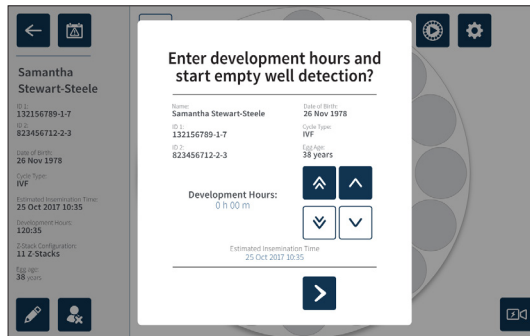 Samantha
Stewart-Steele
ID 1:
132156789-1-7
ID 2:
823456712-2-3
Date of Birth:
26 Nov 1978
Cycle Type:
IVF
Estimated Insemination Time:
25 Oct 2017 10:35
Development Hours:
120:35
Z-Stack Configuration:
11 Z-Stacks
Egg age:
38 years
Enter development hours and
start empty well detection?
Name:
Samantha Stewart-Steele
Date of Birth:
26 Nov 1978
ID 1:
132156789-1-7
Cycle Type:
IVF
ID 2:
823456712-2-3
Egg Age:
38 years
Development Hours:
0 h 00 m
Estimated Insemination Time
25 Oct 2017 10:35